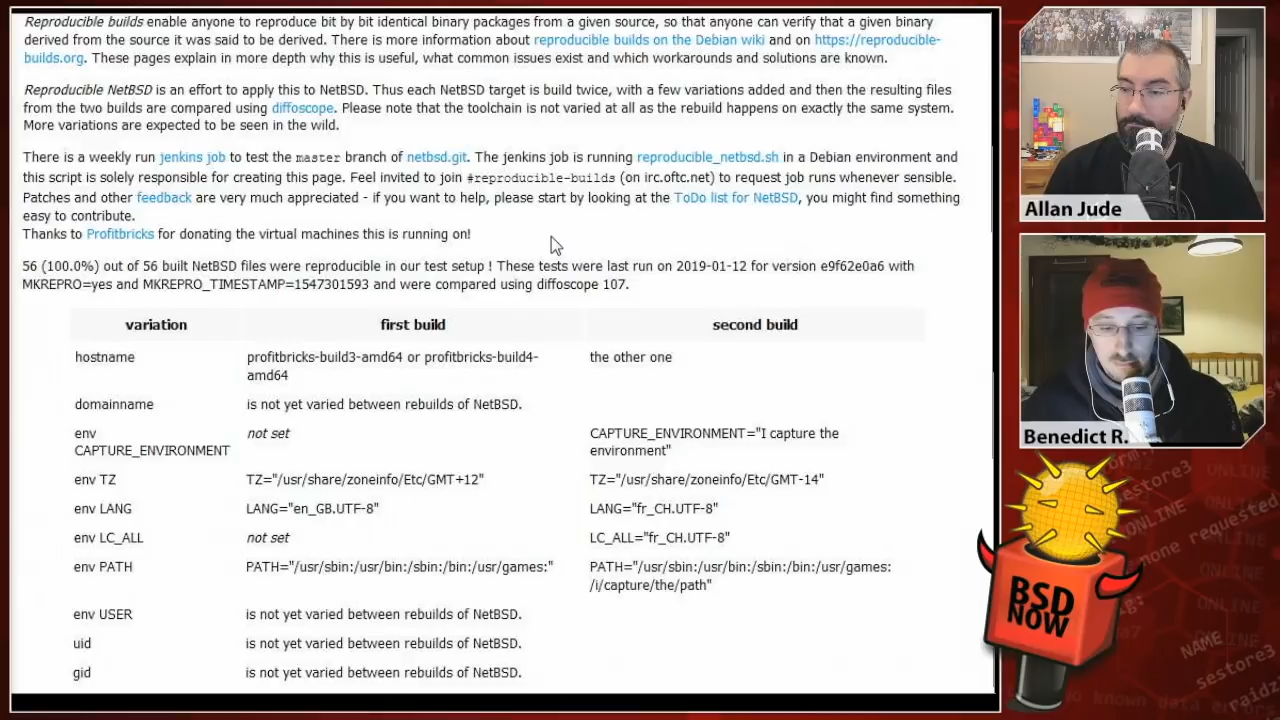 Reproducible builds enable anyone to reproduce bit by bit identical binary packages from a given source, so that anyone can verify that a given binary
derived from the source it was said to be derived. There is more information about reproducible builds on the Debian wiki and on https://reproducible-
builds.org. These pages explain in more depth why this is useful, what common issues exist and which workarounds and solutions are known.
Reproducible NetBSD is an effort to apply this to NetBSD. Thus each NetBSD target is build twice, with a few variations added and then the resulting files
from the two builds are compared using diffoscope. Please note that the toolchain is not varied at all as the rebuild happens on exactly the same system.
More variations are expected to be seen in the wild.
There is a weekly run jenkins job to test the master branch of netbsd.git. The jenkins job is running reproducible_netbsd.sh in a Debian environment and
this script is solely responsible for creating this page. Feel invited to join #reproducible-builds (on irc.oftc.net) to request job runs whenever sensible.
Patches and other feedback are very much appreciated - if you want to help, please start by looking at the ToDo list for NetBSD, you might find something
easy to contribute.
Thanks to Profitbricks for donating the virtual machines this is running on!
56 (100.0%) out of 56 built NetBSD files were reproducible in our test setup ! These tests were last run on 2019-01-12 for version e9f62e0a6 with
MKREPRO=yes and MKREPRO_TIMESTAMP=1547301593 and were compared using diffoscope 107.
variation first build second build
hostname profitbricks-build3-amd64 or profitbricks-build4- the other one
amd64
domainname is not yet varied between rebuilds of NetBSD.
env not set CAPTURE_ENVIRONMENT="I capture the
CAPTURE_ENVIRONMENT environment"
env TZ TZ="/usr/share/zoneinfo/Etc/GMT+12" TZ="/usr/share/zoneinfo/Etc/GMT-14"
env LANG LANG="en_GB.UTF-8" LANG="fr_CH.UTF-8"
env LC_ALL not set LC_ALL="fr_CH.UTF-8"
env PATH PATH="/usr/sbin:/usr/bin:/sbin:/bin:/usr/games:" PATH="/usr/sbin:/usr/bin:/sbin:/bin:/usr/games:
/i/capture/the/path"
env USER is not yet varied between rebuilds of NetBSD.
uid is not yet varied between rebuilds of NetBSD.
gid is not yet varied between rebuilds of NetBSD.
Allan Jude
Benedict R.
BSD
NOW
ONLINE
ONLINE
ONLINE
ONLINE
none requested
NAME
sestore3
sestore3